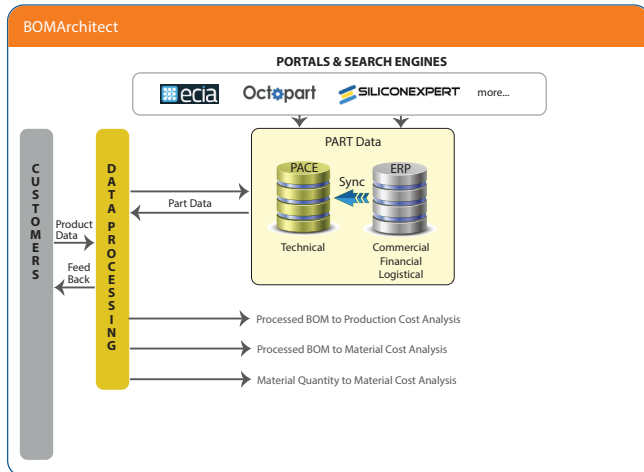 BOMArchitect
PORTALS & SEARCH ENGINES
ecia
Octopart
SILICONEXPERT
more...
PART Data
CUSTOMERS
DATA PROCESSING
PACE
ERP
Sync
Part Data
Technical
Commercial
Financial
Logistical
Product
Data
Feed
Back
Processed BOM to Production Cost Analysis
Processed BOM to Material Cost Analysis
Material Quantity to Material Cost Analysis